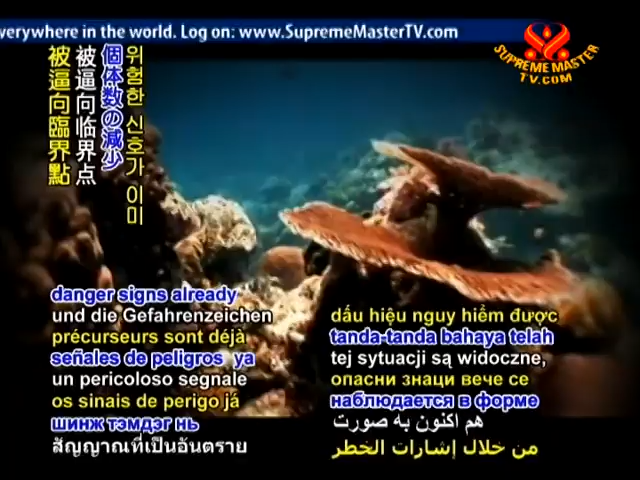 verywhere in the world. Log on: www.SupremeMasterTV.com
SUPREME MASTER
TV.COM
被逼向臨界點
被逼向临界点
個体数の減少
위험한 신호가 이미
danger signs already
und die Gefahrenzeichen
précurseurs sont déjà
señales de peligros ya
un pericoloso segnale
os sinais de perigo já
шинж тэмдэг нь
สัญญาณที่เป็นอันตราย
dấu hiệu nguy hiểm được
tanda-tanda bahaya telah
tej sytuacji są widoczne,
опасни знаци вече се
наблюдается в форме
هم اکنون به صورت
من خلال إشارات الخطر